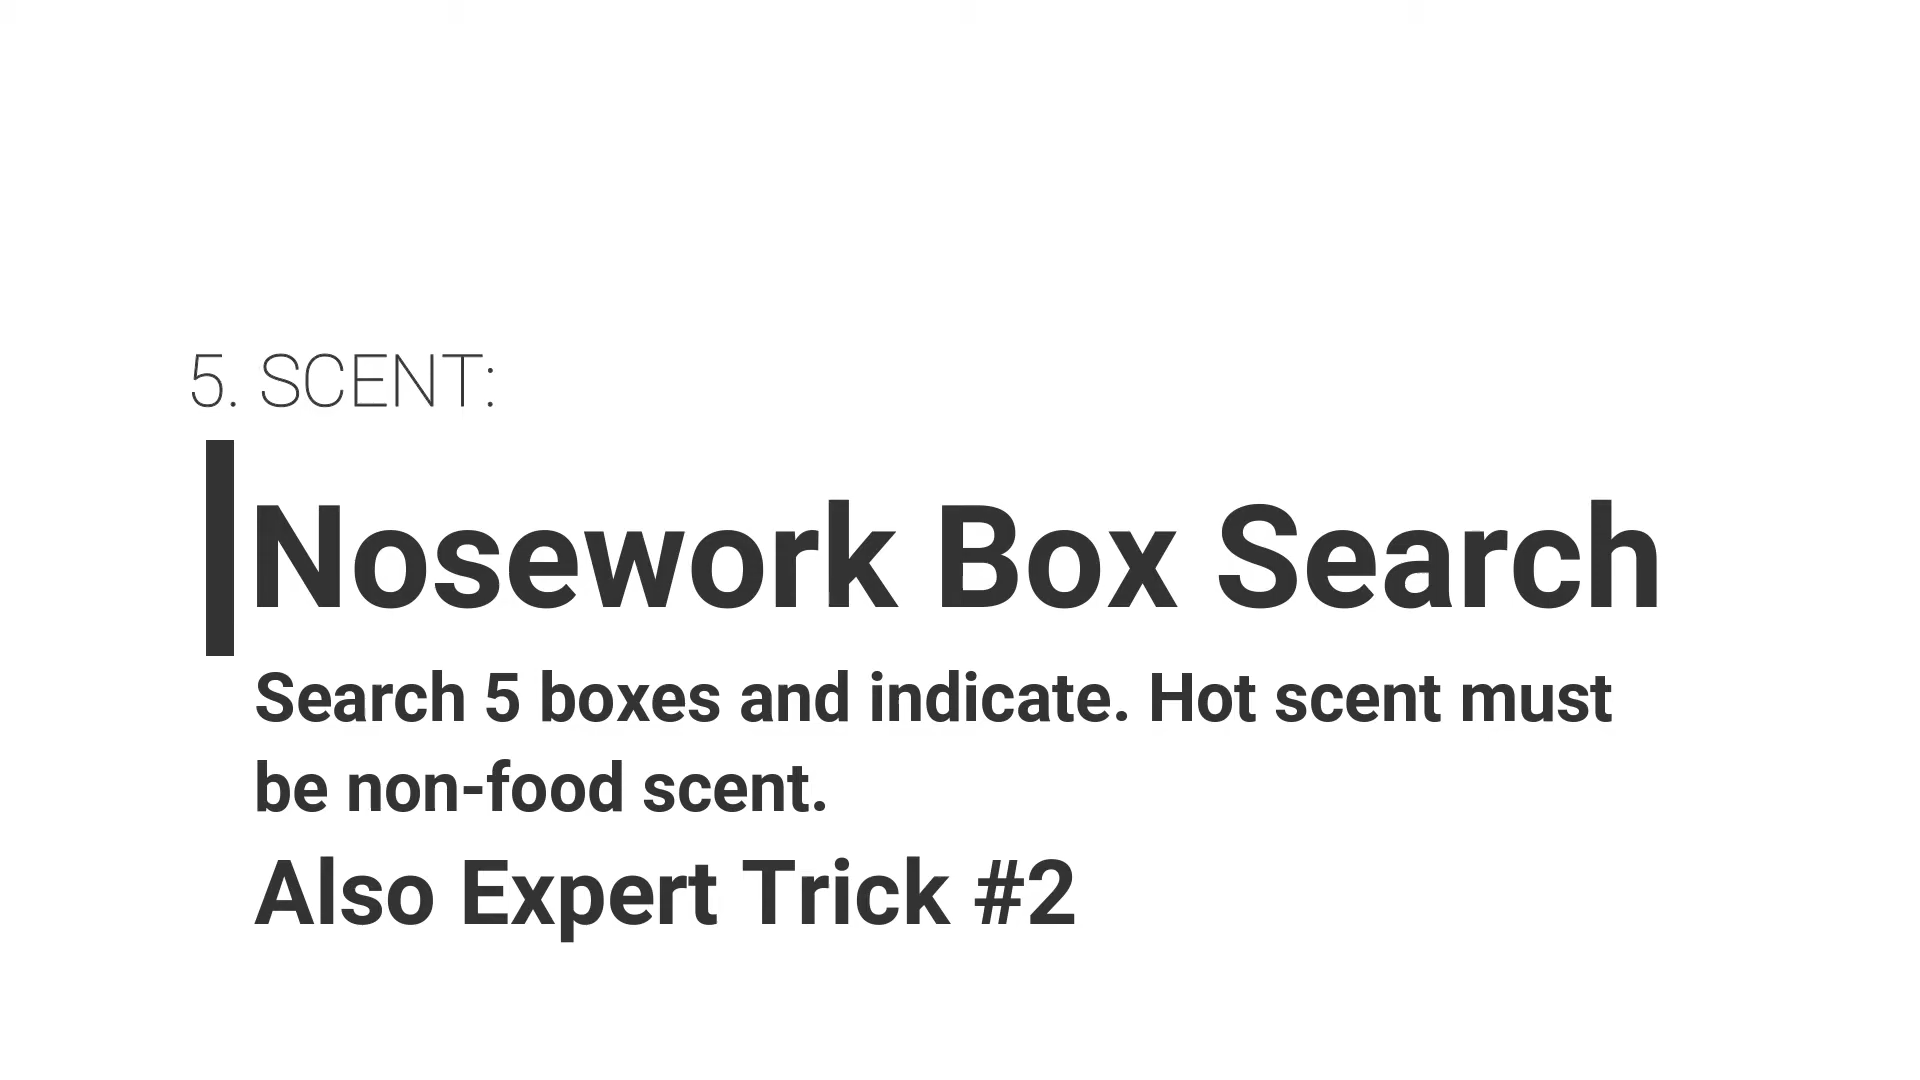 5. SCENT:
Nosework Box Search
Search 5 boxes and indicate. Hot scent must
be non-food scent.
Also Expert Trick #2